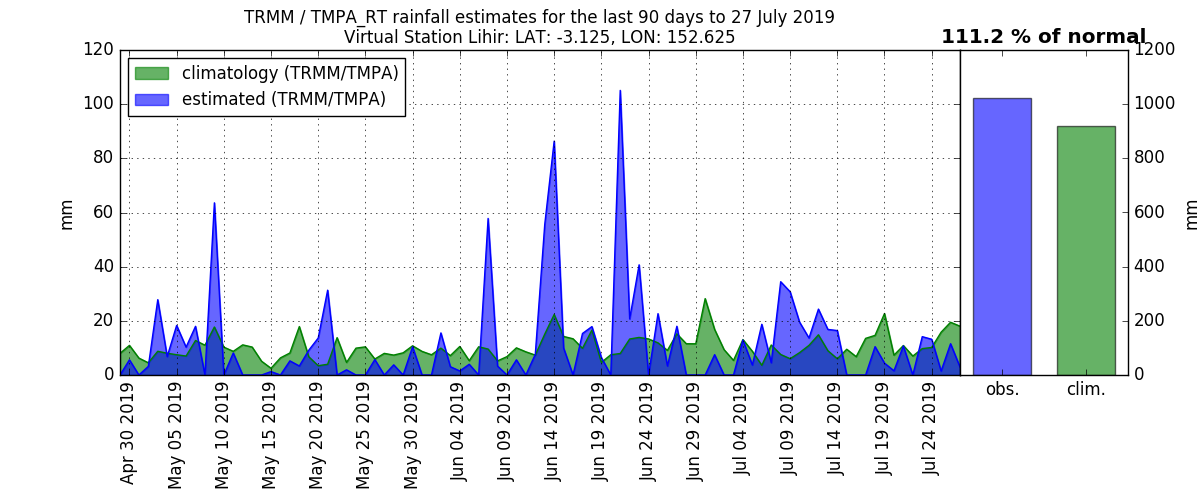 TRMM / TMPA_RT rainfall estimates for the last 90 days to 27 July 2019
Virtual Station Lihir: LAT: -3.125, LON: 152.625
111.2 % of normal
climatology (TRMM/TMPA)
estimated (TRMM/TMPA)
120
100
80
60
40
20
0
mm
1200
1000
800
600
400
200
0
mm
obs.
clim.
Apr 30 2019
May 05 2019
May 10 2019
May 15 2019
May 20 2019
May 25 2019
May 30 2019
Jun 04 2019
Jun 09 2019
Jun 14 2019
Jun 19 2019
Jun 24 2019
Jun 29 2019
Jul 04 2019
Jul 09 2019
Jul 14 2019
Jul 19 2019
Jul 24 2019